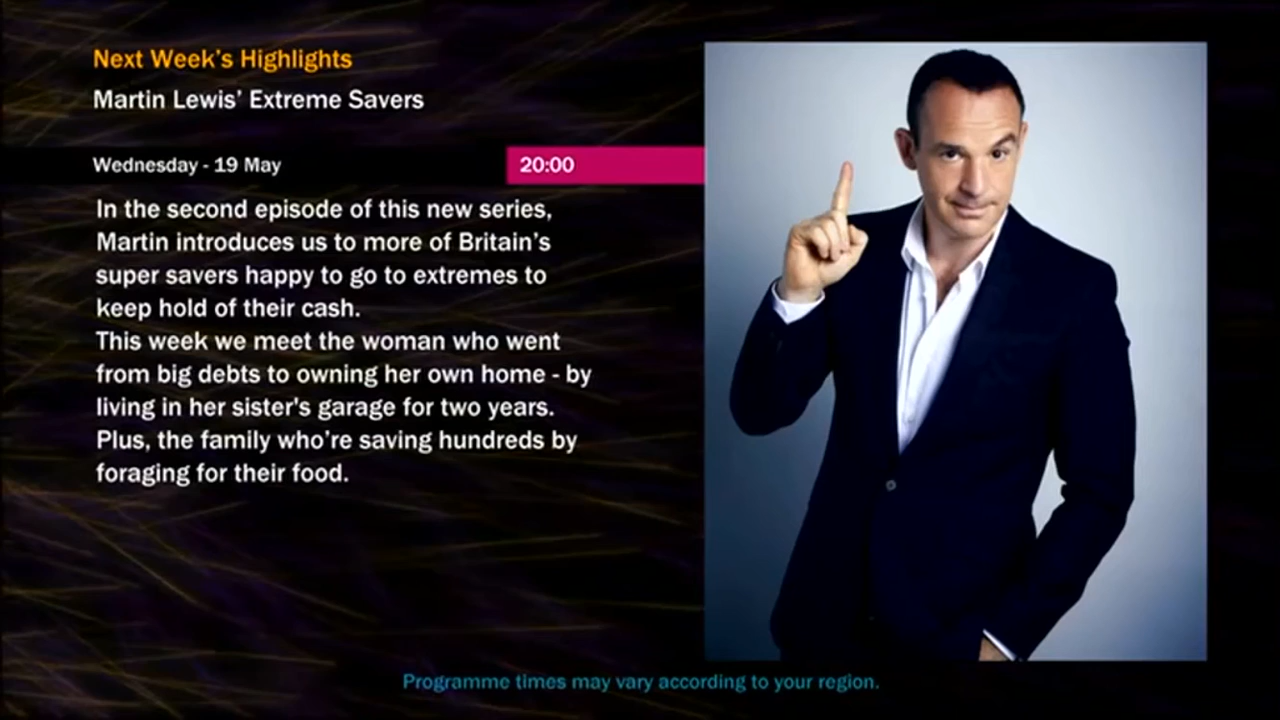 Next Week's Highlights
Martin Lewis' Extreme Savers
Wednesday - 19 May
20:00
In the second episode of this new series,
Martin introduces us to more of Britain's
super savers happy to go to extremes to
keep hold of their cash.
This week we meet the woman who went
from big debts to owning her own home - by
living in her sister's garage for two years.
Plus, the family who're saving hundreds by
foraging for their food.
Programme times may vary according to your region.